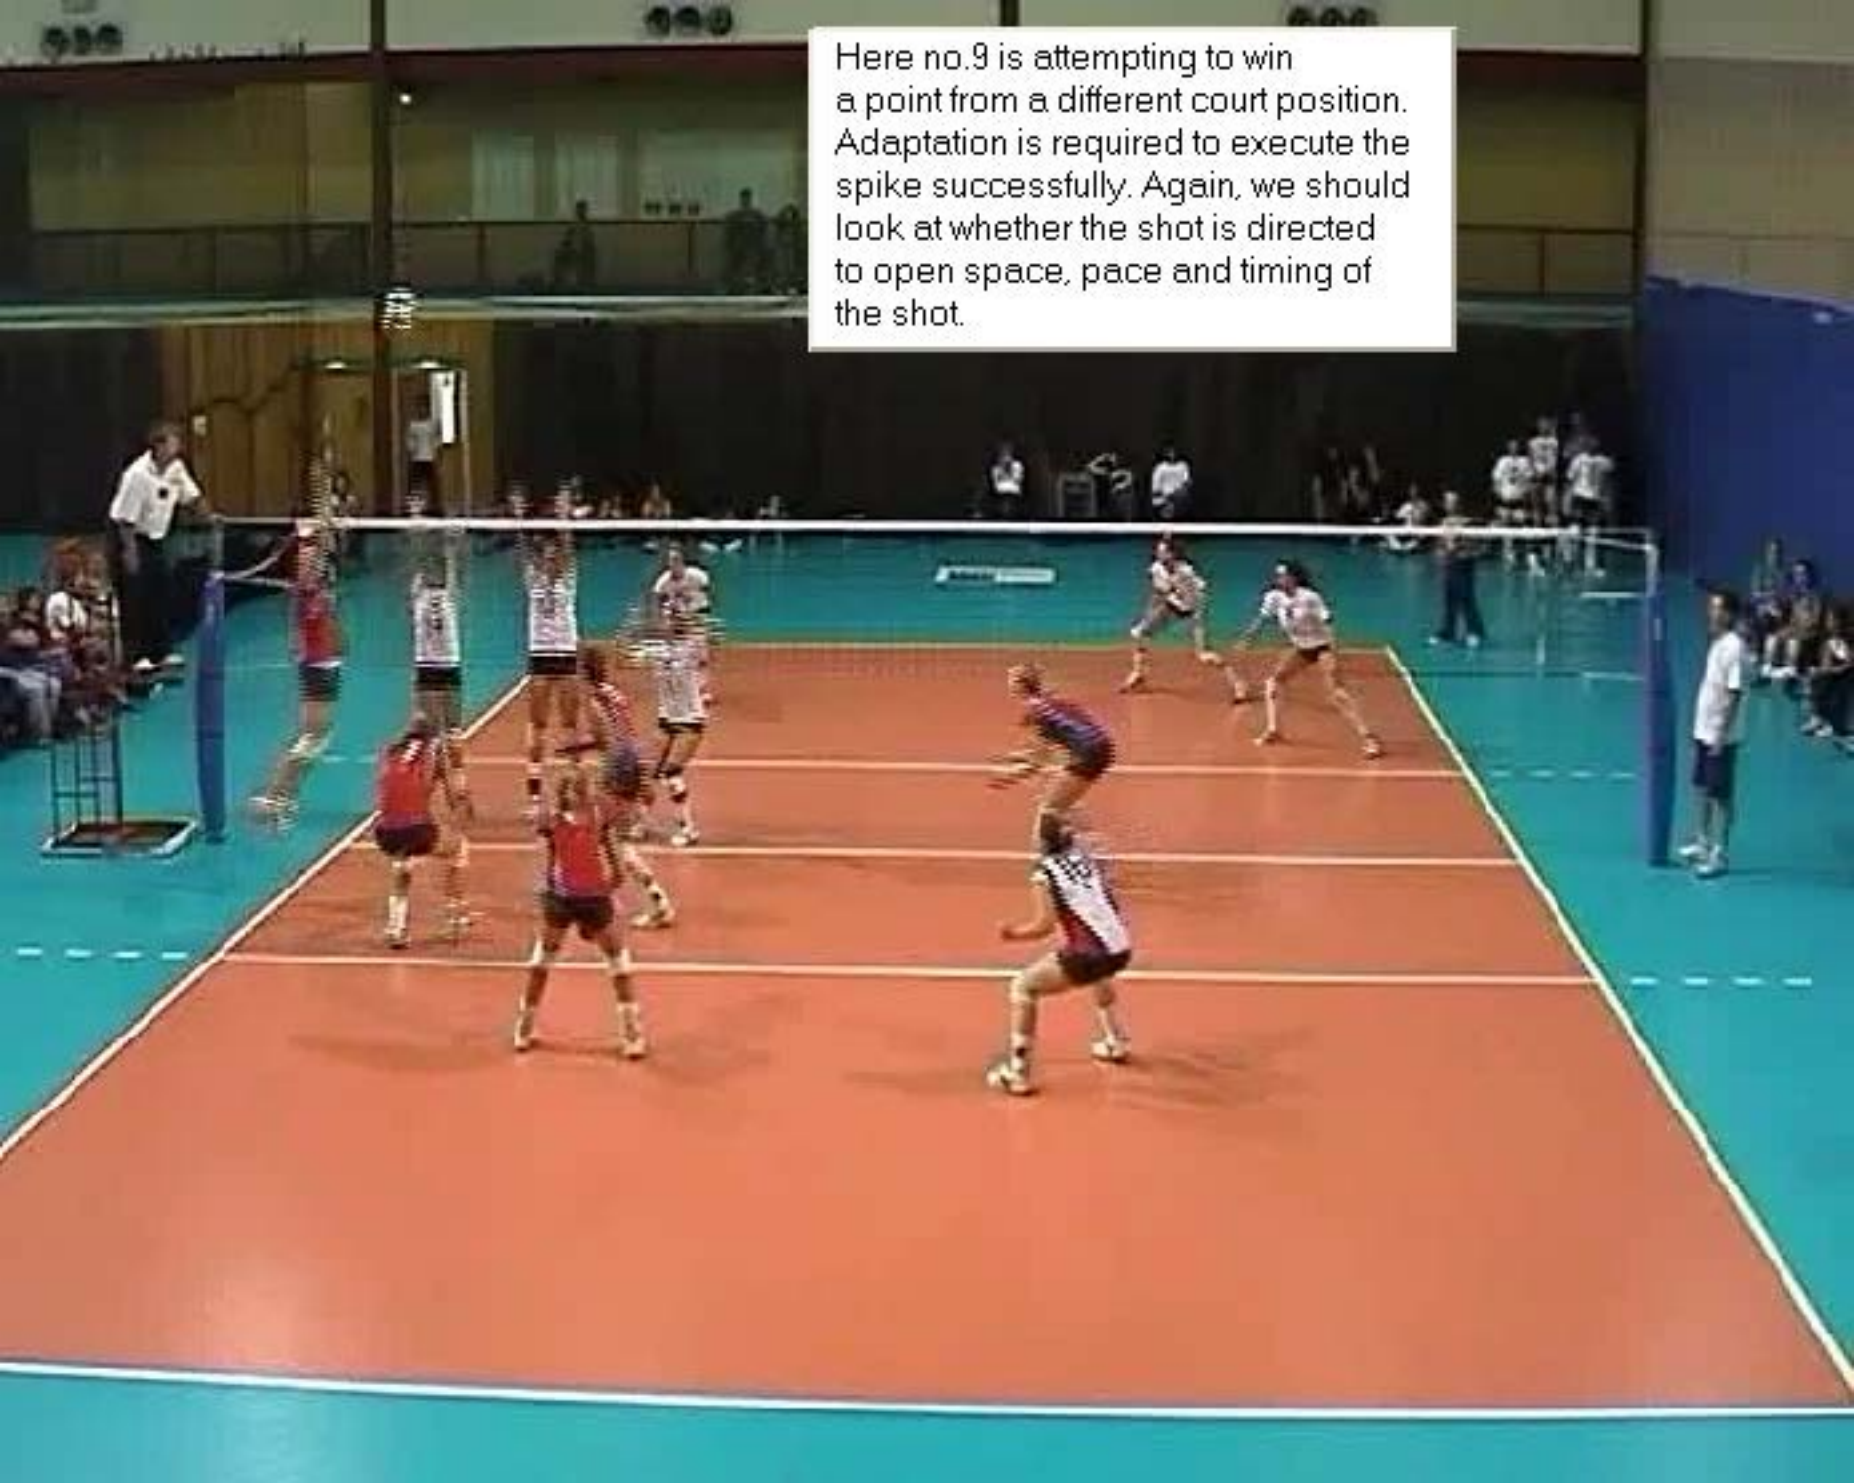 Here no.9 is attempting to win
a point from a different court position.
Adaptation is required to execute the
spike successfully. Again, we should
look at whether the shot is directed
to open space, pace and timing of
the shot.